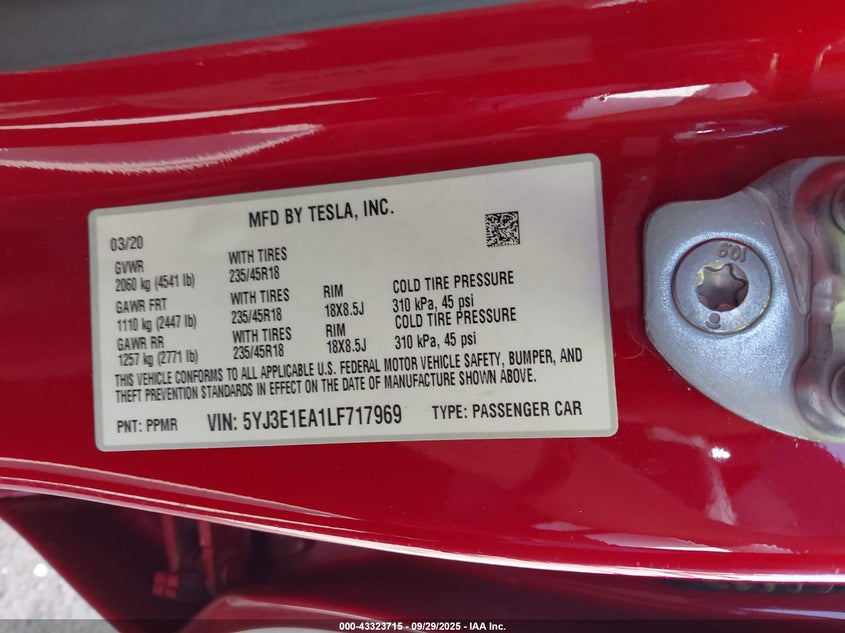 MFD BY TESLA, INC.
03/20
GVWR WITH TIRES
2060 kg (4541 lb) 235/45R18
GAWR FRT WITH TIRES RIM COLD TIRE PRESSURE
1110 kg (2447 lb) 235/45R18 18X8.5J 310 kPa, 45 psi
GAWR RR WITH TIRES RIM COLD TIRE PRESSURE
1257 kg (2771 lb) 235/45R18 18X8.5J 310 kPa, 45 psi
THIS VEHICLE CONFORMS TO ALL APPLICABLE U.S. FEDERAL MOTOR VEHICLE SAFETY, BUMPER, AND
THEFT PREVENTION STANDARDS IN EFFECT ON THE DATE OF MANUFACTURE SHOWN ABOVE.
PNT: PPMR VIN: 5YJ3E1EA1LF717969 TYPE: PASSENGER CAR
10.9
000-43323715 - 09/29/2025 - IAA Inc.